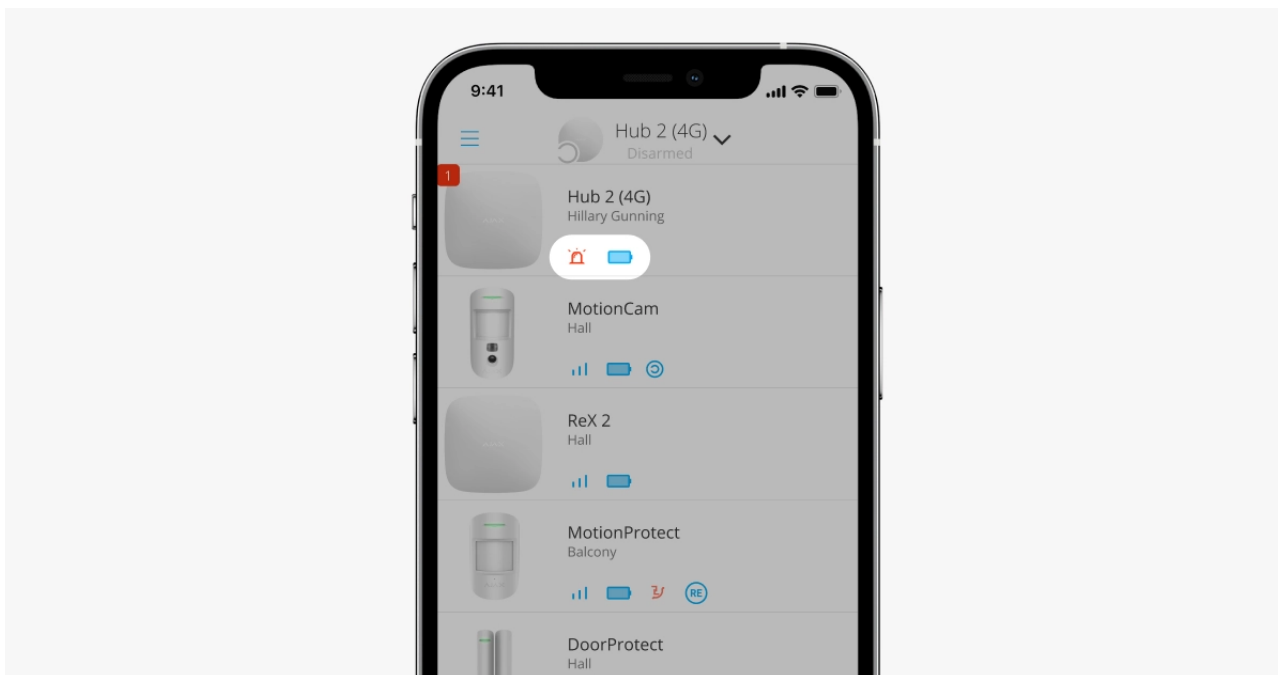 9:41
Hub 2 (4G)
Disarmed
1
Hub 2 (4G)
Hillary Gunning
MotionCam
Hall
ReX 2
Hall
MotionProtect
Balcony
RE
DoorProtect
Hall